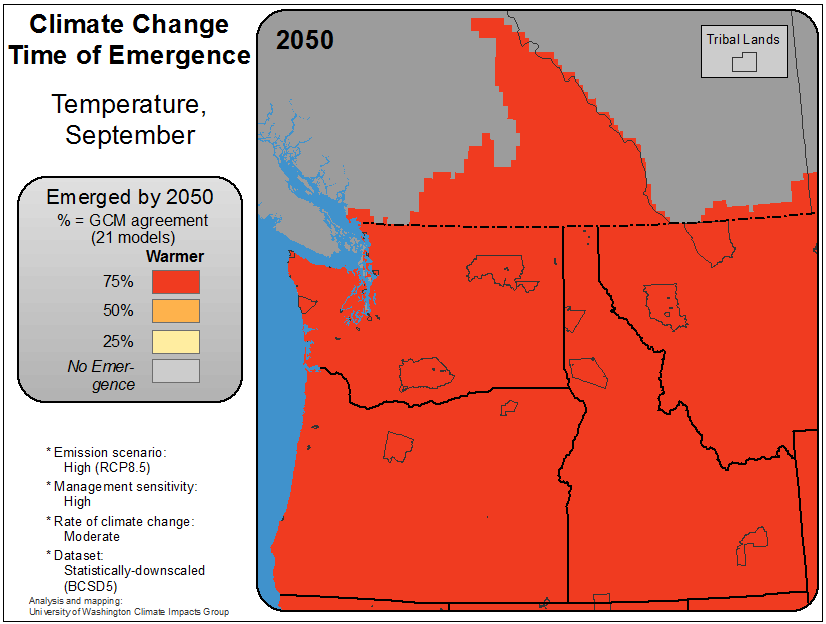 Climate Change
Time of Emergence
Temperature,
September
Emerged by 2050
% = GCM agreement
(21 models)
Warmer
75%
50%
25%
No Emer-
gence
* Emission scenario:
High (RCP8.5)
* Management sensitivity:
High
* Rate of climate change:
Moderate
* Dataset:
Statistically-downscaled
(BCSD5)
Analysis and mapping:
University of Washington Climate Impacts Group
2050
Tribal Lands